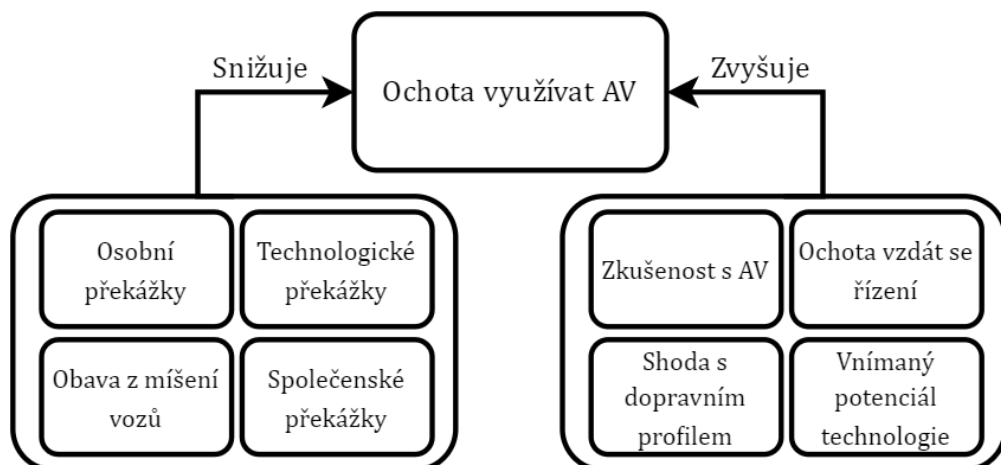 Snižuje
Ochota využívat AV
Zvyšuje
Osobní
překážky
Technologické
překážky
Obava z míšení
vozů
Společenské
překážky
Zkušenost s AV
Ochota vzdát se
řízení
Shoda s
dopravním
profilem
Vnímaný
potenciál
technologie